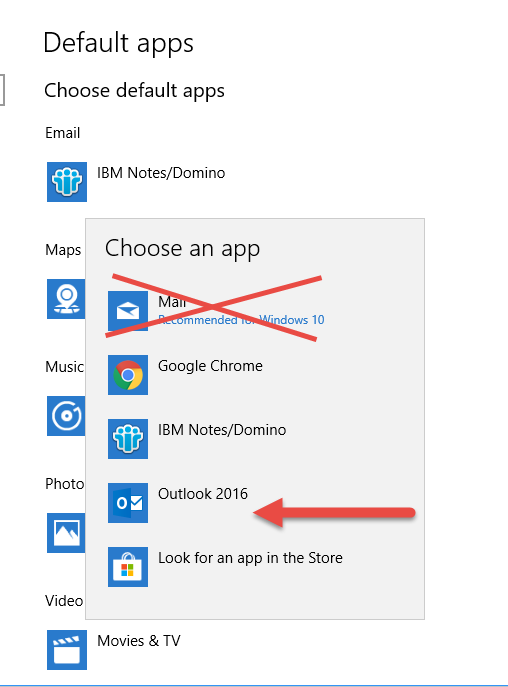 Default apps
Choose default apps
Email
IBM Notes/Domino
Maps
Choose an app
Mail
Recommended for Windows 10
Google Chrome
Music
IBM Notes/Domino
Photo
Outlook 2016
Look for an app in the Store
Video
Movies & TV